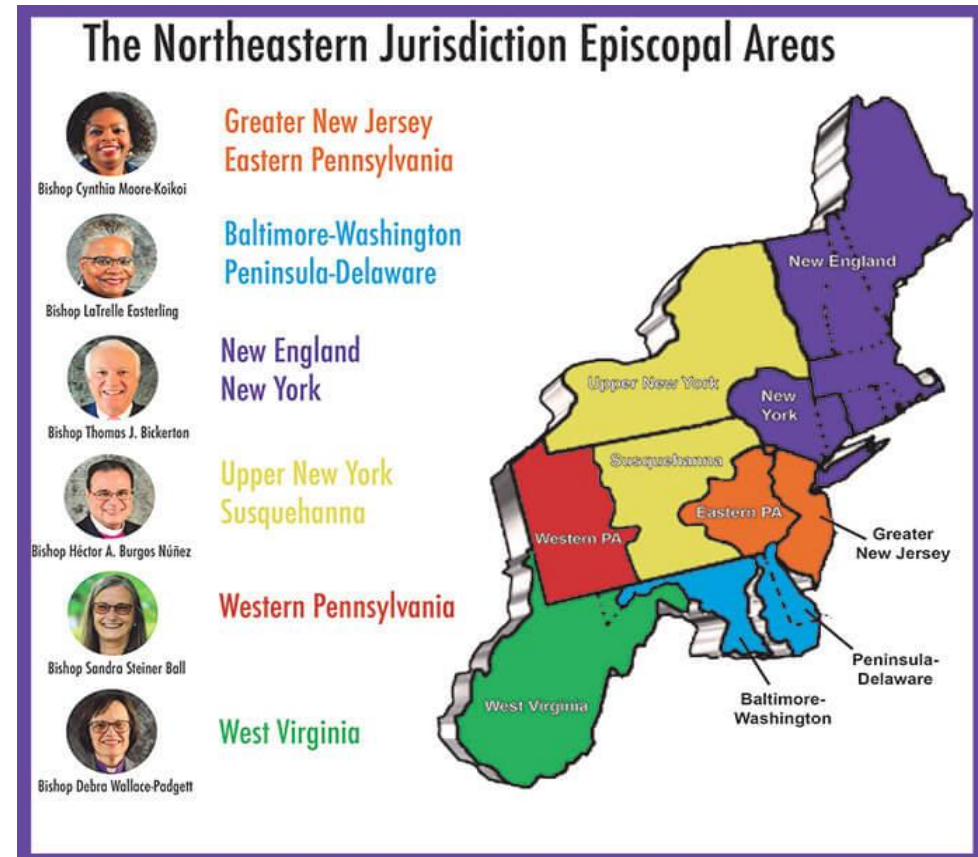 The Northeastern Jurisdiction Episcopal Areas
Bishop Cynthia Moore-Koikoi
Greater New Jersey
Eastern Pennsylvania
Bishop LaTrelle Easterling
Baltimore-Washington
Peninsula-Delaware
Bishop Thomas J. Bickerton
New England
New York
Bishop Héctor A. Burgos Núñez
Upper New York
Susquehanna
Bishop Sandra Steiner Ball
Western Pennsylvania
Bishop Debra Wallace-Padgett
West Virginia
New England
Upper New York
New
York
Susquehanna
Eastern PA
Western PA
Greater
New Jersey
Peninsula-
Delaware
Baltimore-
Washington
West Virginia